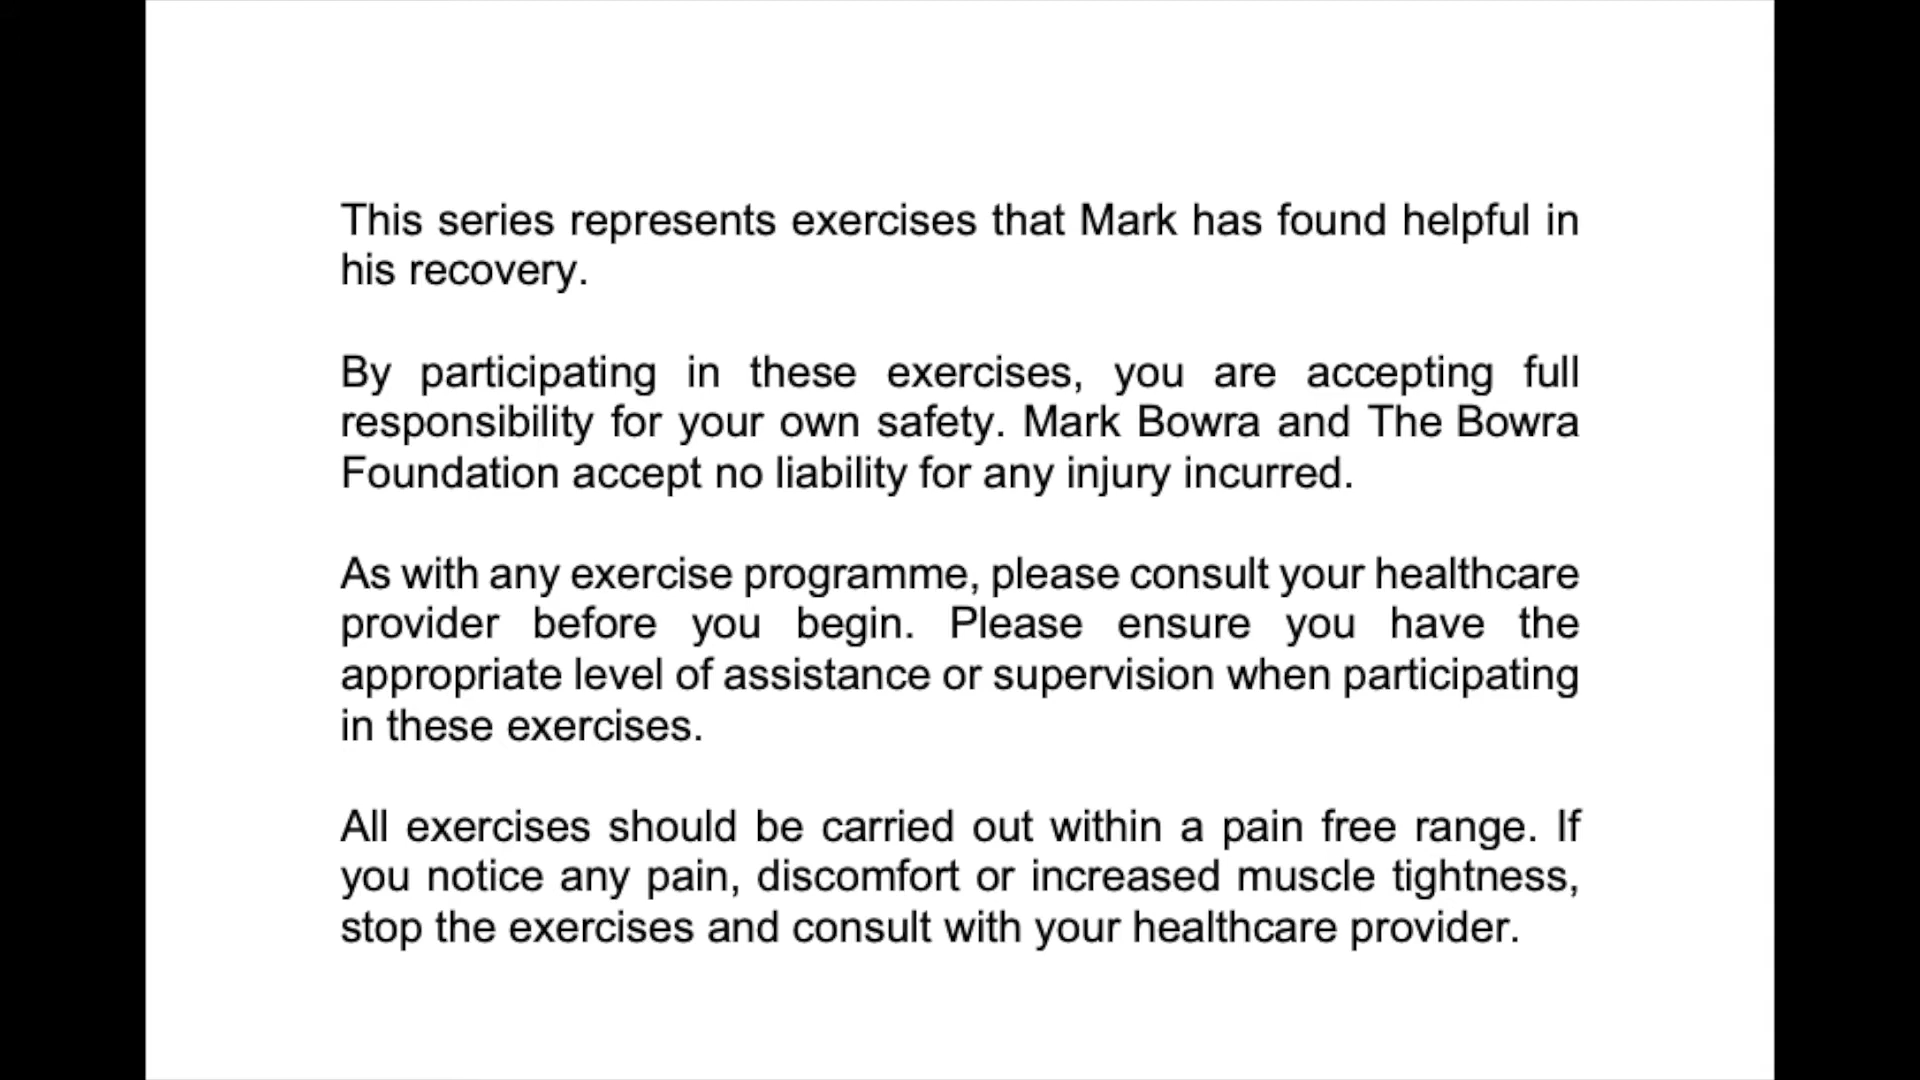 This series represents exercises that Mark has found helpful in
his recovery.
By participating in these exercises, you are accepting full
responsibility for your own safety. Mark Bowra and The Bowra
Foundation accept no liability for any injury incurred.
As with any exercise programme, please consult your healthcare
provider before you begin. Please ensure you have the
appropriate level of assistance or supervision when participating
in these exercises.
All exercises should be carried out within a pain free range. If
you notice any pain, discomfort or increased muscle tightness,
stop the exercises and consult with your healthcare provider.